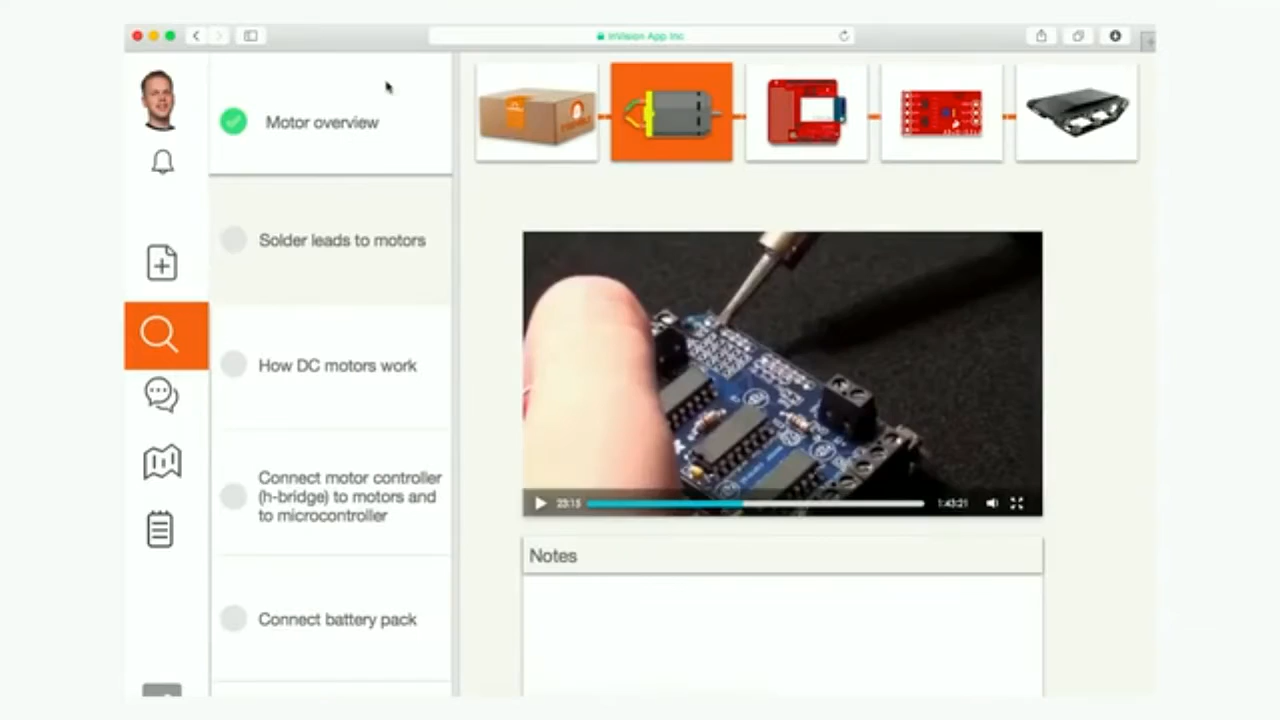 InVision App Inc
Motor overview
Solder leads to motors
How DC motors work
Connect motor controller
(h-bridge) to motors and
to microcontroller
Connect battery pack
23:15
1:43:21
Notes